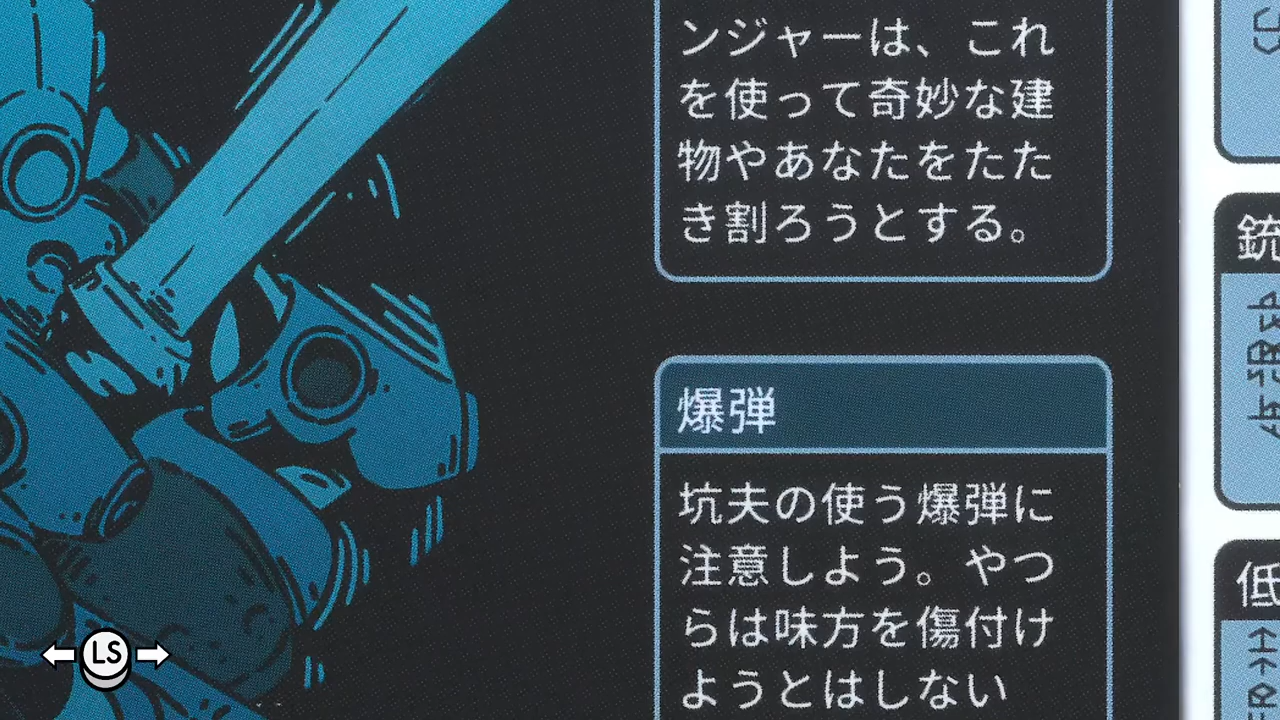 ンジャーは、これ
を使って奇妙な建
物やあなたをたた
き割ろうとする。
爆弾
坑夫の使う爆弾に
注意しよう。やつ
らは味方を傷付け
ようとはしない
銃
低
LS